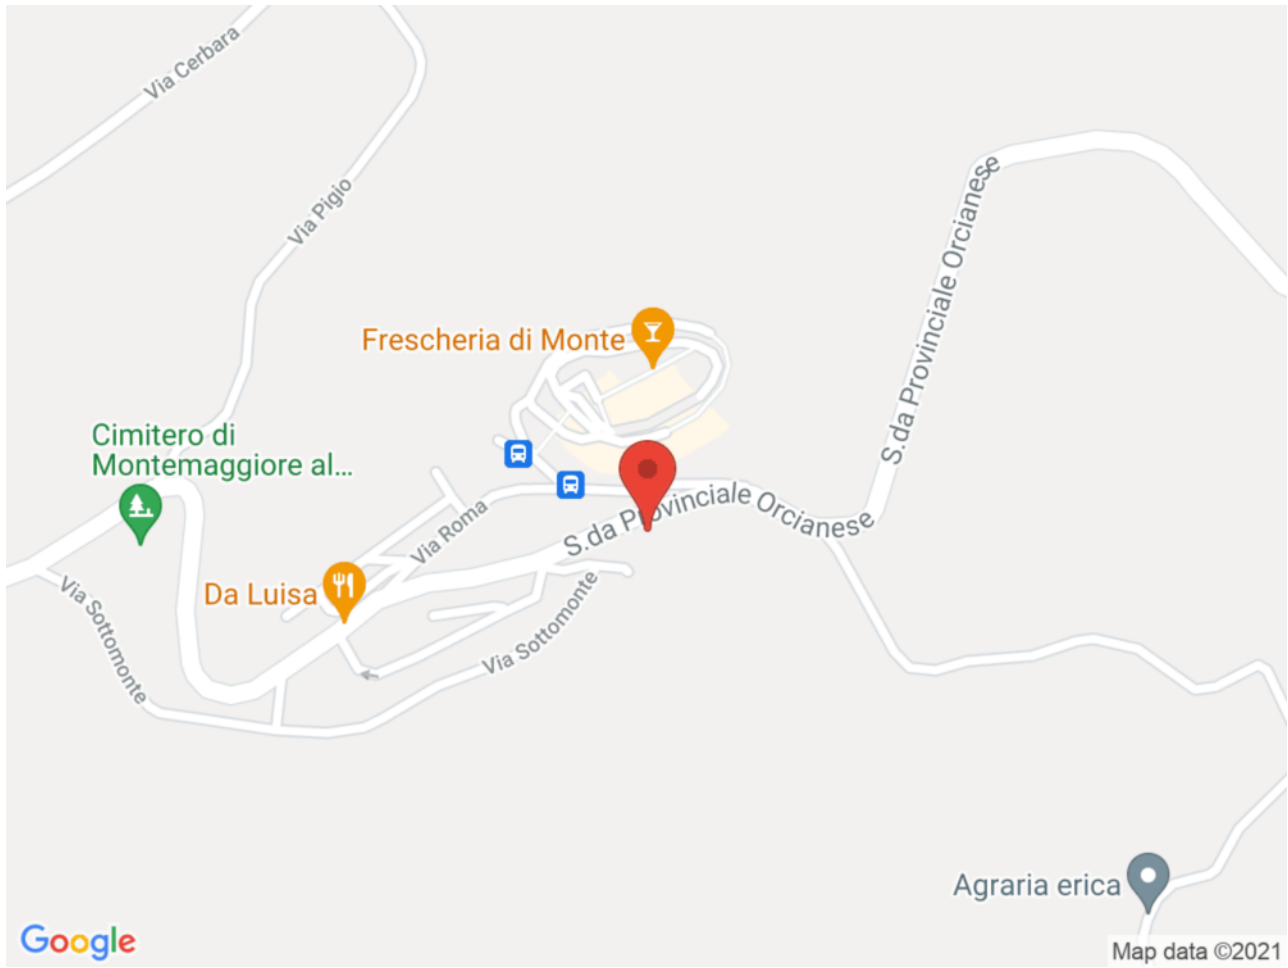 Via Cerbara
Via Pigio
S.da Provinciale Orcianese
Frescheria di Monte
Cimitero di
Montemaggiore al...
Via Roma
S.da Provinciale Orcianese
Da Luisa
Via Sottomonte
Via Sottomonte
Agraria erica
Google
Map data ©2021